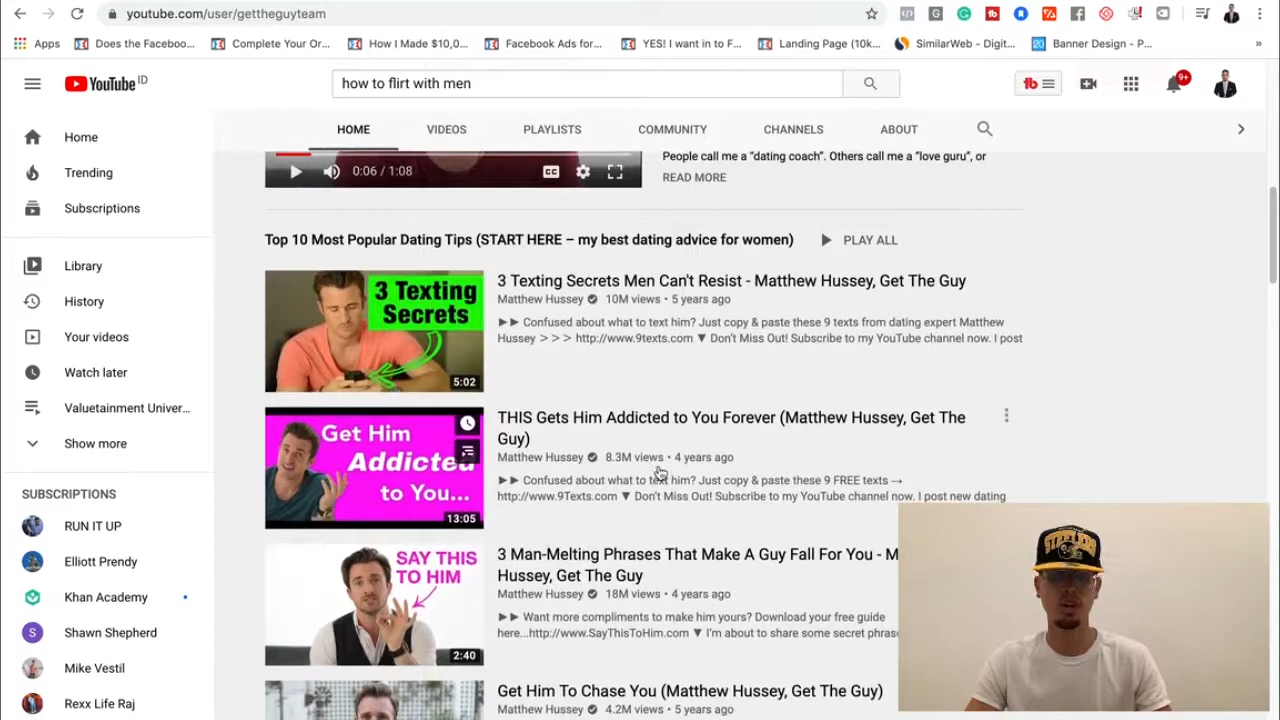 youtube.com/user/gettheguyteam
Apps
Does the Faceboo...
Complete Your Or...
How I Made $10,0...
Facebook Ads for...
YES! I want in to F...
Landing Page (10k...
SimilarWeb - Digit...
Banner Design - P...
»
YouTube ID
how to flirt with men
9+
Home
Trending
Subscriptions
Library
History
Your videos
Watch later
Valuetainment Univer...
Show more
SUBSCRIPTIONS
RUN IT UP
Elliott Prendy
Khan Academy
S Shawn Shepherd
Mike Vestil
Rexx Life Raj
HOME VIDEOS PLAYLISTS COMMUNITY CHANNELS ABOUT
0:06 / 1:08
CC
People call me a “dating coach”. Others call me a “love guru”, or
READ MORE
Top 10 Most Popular Dating Tips (START HERE – my best dating advice for women) PLAY ALL
3 Texting
Secrets
5:02
3 Texting Secrets Men Can't Resist - Matthew Hussey, Get The Guy
Matthew Hussey 10M views • 5 years ago
►► Confused about what to text him? Just copy & paste these 9 texts from dating expert Matthew
Hussey > > > http://www.9texts.com ▼ Don't Miss Out! Subscribe to my YouTube channel now. I post
Get Him
Addicted
to You...
13:05
THIS Gets Him Addicted to You Forever (Matthew Hussey, Get The
Guy)
Matthew Hussey 8.3M views • 4 years ago
►► Confused about what to text him? Just copy & paste these 9 FREE texts →
http://www.9Texts.com ▼ Don't Miss Out! Subscribe to my YouTube channel now. I post new dating
SAY THIS
TO HIM
2:40
3 Man-Melting Phrases That Make A Guy Fall For You - M
Hussey, Get The Guy
Matthew Hussey 18M views • 4 years ago
►► Want more compliments to make him yours? Download your free guide
here...http://www.SayThisToHim.com ▼ I'm about to share some secret phras
Get Him To Chase You (Matthew Hussey, Get The Guy)
Matthew Hussey 4.2M views • 5 years ago
STEELERS